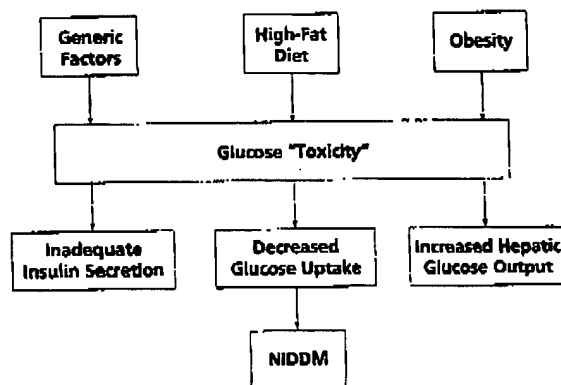 Generic
Factors
High-Fat
Diet
Obesity
Glucose "Toxicity"
Inadequate
Insulin Secretion
Decreased
Glucose Uptake
Increased Hepatic
Glucose Output
NIDDM